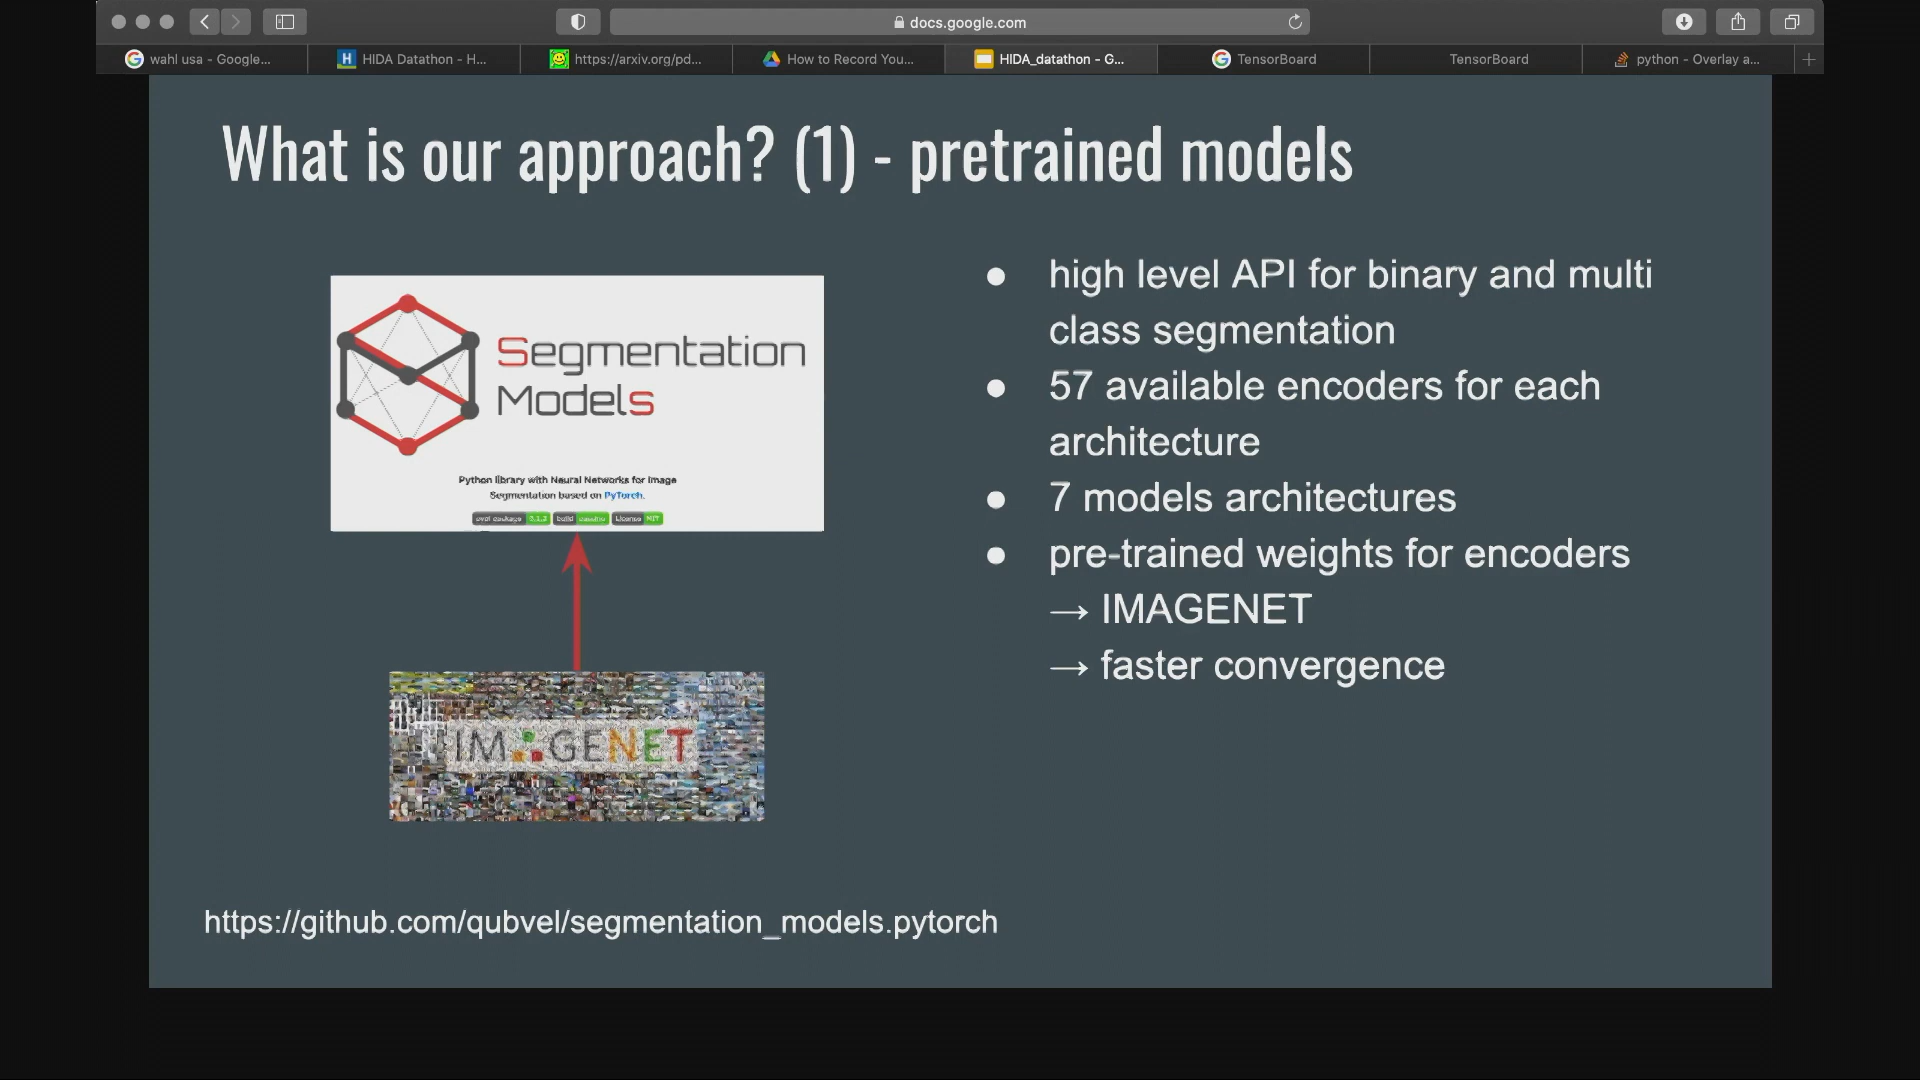 docs.google.com
wahl usa - Google...
HIDA Datathon - H...
https://arxiv.org/pd...
How to Record You...
HIDA_datathon - G...
TensorBoard
TensorBoard
python - Overlay a...
What is our approach? (1) - pretrained models
Segmentation
Models
Python library with Neural Networks for Image
Segmentation based on PyTorch.
build
License MIT
IMAGENET
● high level API for binary and multi
class segmentation
● 57 available encoders for each
architecture
● 7 models architectures
● pre-trained weights for encoders
→ IMAGENET
→ faster convergence
https://github.com/qubvel/segmentation_models.pytorch